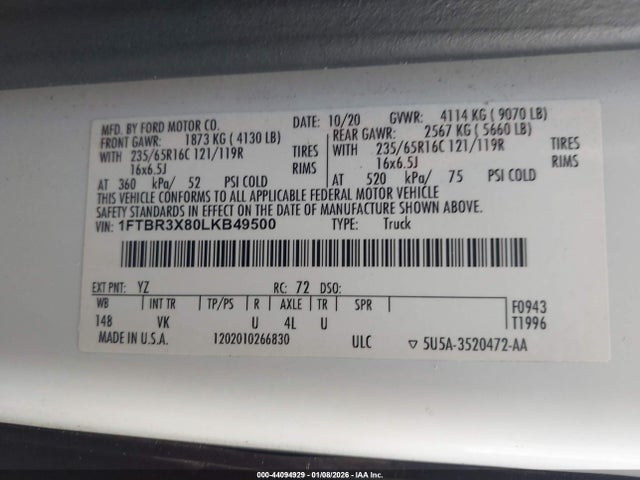 MFD. BY FORD MOTOR CO.
DATE: 10/20 GVWR: 4114 KG ( 9070 LB)
FRONT GAWR: 1873 KG ( 4130 LB) REAR GAWR: 2567 KG ( 5660 LB)
WITH 235/65R16C 121/119R TIRES WITH 235/65R16C 121/119R TIRES
16x6.5J RIMS 16x6.5J RIMS
AT 360 kPa/ 52 PSI COLD AT 520 kPa/ 75 PSI COLD
THIS VEHICLE CONFORMS TO ALL APPLICABLE FEDERAL MOTOR VEHICLE
SAFETY STANDARDS IN EFFECT ON THE DATE OF MANUFACTURE SHOWN ABOVE.
VIN: 1FTBR3X80LKB49500 TYPE: Truck
EXT PNT: YZ RC: 72 DSO:
WB INT TR TP/PS R AXLE TR SPR F0943
148 VK U 4L U T1996
MADE IN U.S.A. 1202010266830 ULC ▽ 5U5A-3520472-AA
000-44094929 - 01/08/2026 - IAA Inc.